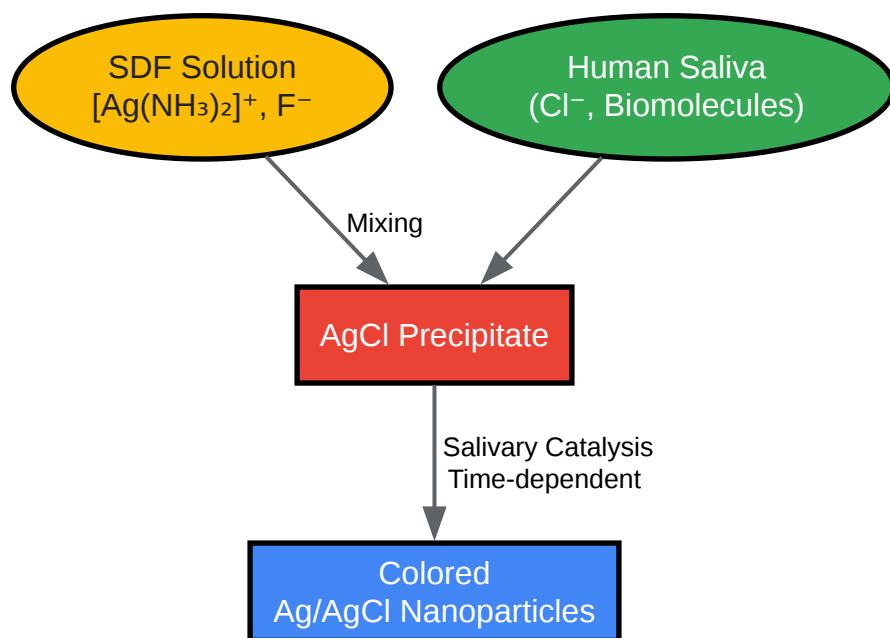 SDF Solution
[Ag(NH₃)₂]⁺, F⁻
Human Saliva
(Cl⁻, Biomolecules)
Mixing
AgCl Precipitate
Salivary Catalysis
Time-dependent
Colored
Ag/AgCl Nanoparticles